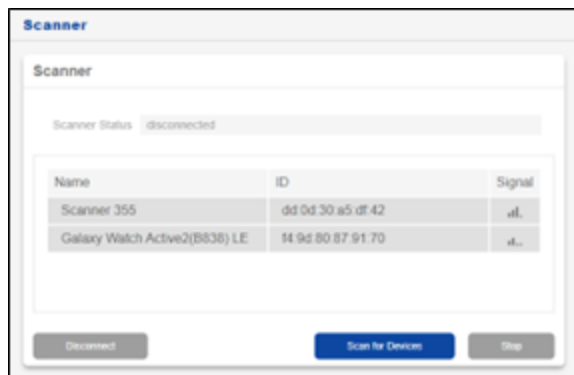 Scanner
Scanner
Scanner Status disconnected
Name ID Signal
Scanner 355 dd:0d:30:a5:df:42
Galaxy Watch Active2(B838) LE f4:9d:80:87:91:70
Disconnect Scan for Devices Stop